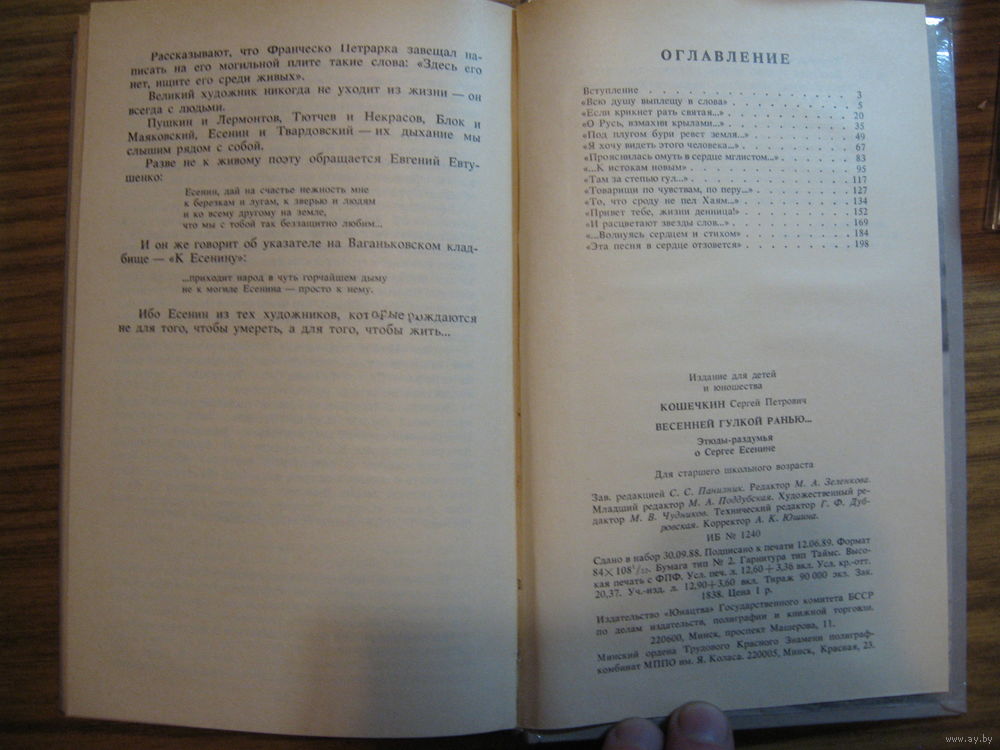 Рассказывают, что Франческо Петрарка завещал на-
писать на его могильной плите такие слова: «Здесь его
нет, ищите его среди живых».
Великий художник никогда не уходит из жизни — он
всегда с людьми.
Пушкин и Лермонтов, Тютчев и Некрасов, Блок и
Маяковский, Есенин и Твардовский — их дыхание мы
слышим рядом с собой.
Разве не к живому поэту обращается Евгений Евту-
шенко:
Есенин, дай на счастье нежность мне
к березкам и лугам, к зверью и людям
и ко всему другому на земле,
что мы с тобой так беззащитно любим...
И он же говорит об указателе на Ваганьковском клад-
бище — «К Есенину»:
...приходит народ в чуть горчайшем дыму
не к могиле Есенина — просто к нему.
Ибо Есенин из тех художников, которые рождаются
не для того, чтобы умереть, а для того, чтобы жить...
ОГЛАВЛЕНИЕ
Вступление . . . 3
«Всю душу выплещу в слова» . . . 5
«Если крикнет рать святая...» . . . 20
«О Русь, взмахни крылами...» . . . 35
«Под плугом бури ревет земля...» . . . 49
«Я хочу видеть этого человека...» . . . 67
«Прояснилась омуть в сердце мглистом...» . . . 83
«...К истокам новым» . . . 95
«Там за степью гул...» . . . 117
«Товарищи по чувствам, по перу...» . . . 127
«То, что сроду не пел Хаям...» . . . 134
«Привет тебе, жизни денница!» . . . 152
«И расцветают звезды слов...» . . . 169
«...Волнуясь сердцем и стихом» . . . 184
«Эта песня в сердце отзовется» . . . 198
Издание для детей
и юношества
КОШЕЧКИН Сергей Петрович
ВЕСЕННЕЙ ГУЛКОЙ РАНЬЮ...
Этюды-раздумья
о Сергее Есенине
Для старшего школьного возраста
Зав. редакцией С. С. Панизник. Редактор М. А. Зеленкова.
Младший редактор М. А. Поддубская. Художественный ре-
дактор М. В. Чудников. Технический редактор Г. Ф. Дуб-
ровская. Корректор А. К. Юшина.
ИБ № 1240
Сдано в набор 30.09.88. Подписано к печати 12.06.89. Формат
84×108¹/₃₂. Бумага тип № 2. Гарнитура тип Таймс. Высо-
кая печать с ФПФ. Усл. печ. л. 12,60+3,36 вкл. Усл. кр.-отт.
20,37. Уч.-изд. л. 12,90+3,60 вкл. Тираж 90 000 экз. Зак.
1838. Цена 1 р.
Издательство «Юнацтва» Государственного комитета БССР
по делам издательств, полиграфии и книжной торговли.
220600, Минск, проспект Машерова, 11.
Минский ордена Трудового Красного Знамени полиграф-
комбинат МППО им. Я. Коласа. 220005, Минск, Красная, 23.
www.ay.by